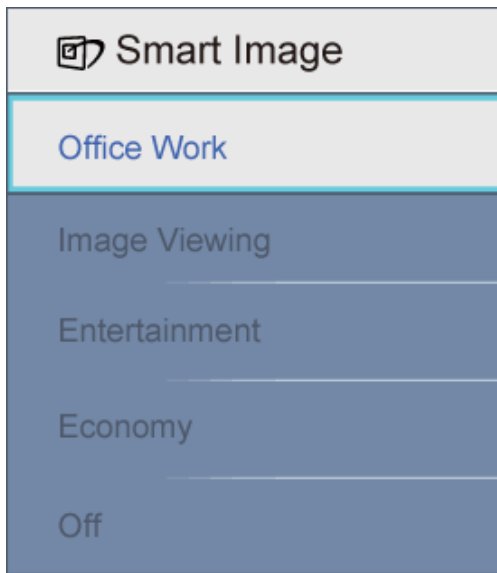 Smart Image
Office Work
Image Viewing
Entertainment
Economy
Off